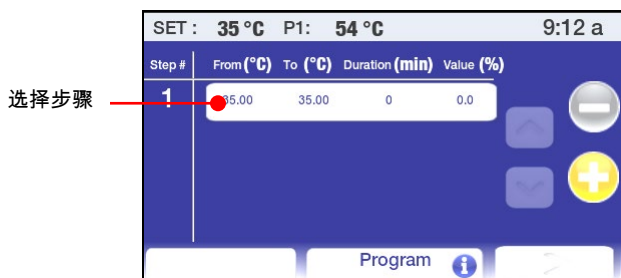 SET : 35 °C P1: 54 °C 9:12 a
Step # From (°C) To (°C) Duration (min) Value (%)
选择步骤
1 35.00 35.00 0 0.0
Program i